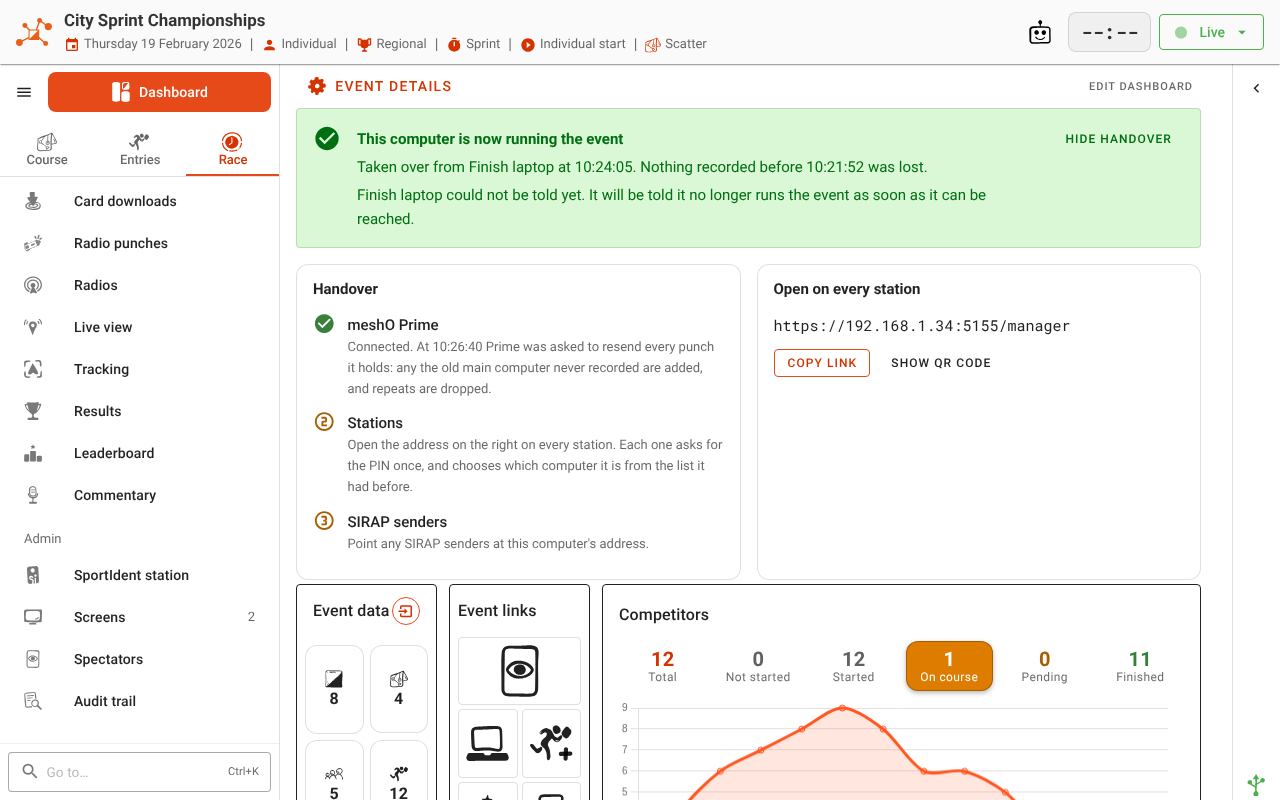 City Sprint Championships
Thursday 19 February 2026 | Individual | Regional | Sprint | Individual start | Scatter
--:--
Live
Dashboard
EVENT DETAILS
EDIT DASHBOARD
Course
Entries
Race
This computer is now running the event
HIDE HANDOVER
Taken over from Finish laptop at 10:24:05. Nothing recorded before 10:21:52 was lost.
Finish laptop could not be told yet. It will be told it no longer runs the event as soon as it can be
reached.
Card downloads
Radio punches
Radios
Live view
Tracking
Results
Leaderboard
Commentary
Admin
SportIdent station
Screens 2
Spectators
Audit trail
Go to...
Ctrl+K
Handover
meshO Prime
Connected. At 10:26:40 Prime was asked to resend every punch
it holds: any the old main computer never recorded are added,
and repeats are dropped.
2
Stations
Open the address on the right on every station. Each one asks for
the PIN once, and chooses which computer it is from the list it
had before.
3
SIRAP senders
Point any SIRAP senders at this computer's address.
Open on every station
https://192.168.1.34:5155/manager
COPY LINK
SHOW QR CODE
Event data
8
4
5
12
Event links
Competitors
12
Total
0
Not started
12
Started
1
On course
0
Pending
11
Finished
9
8
7
6
5